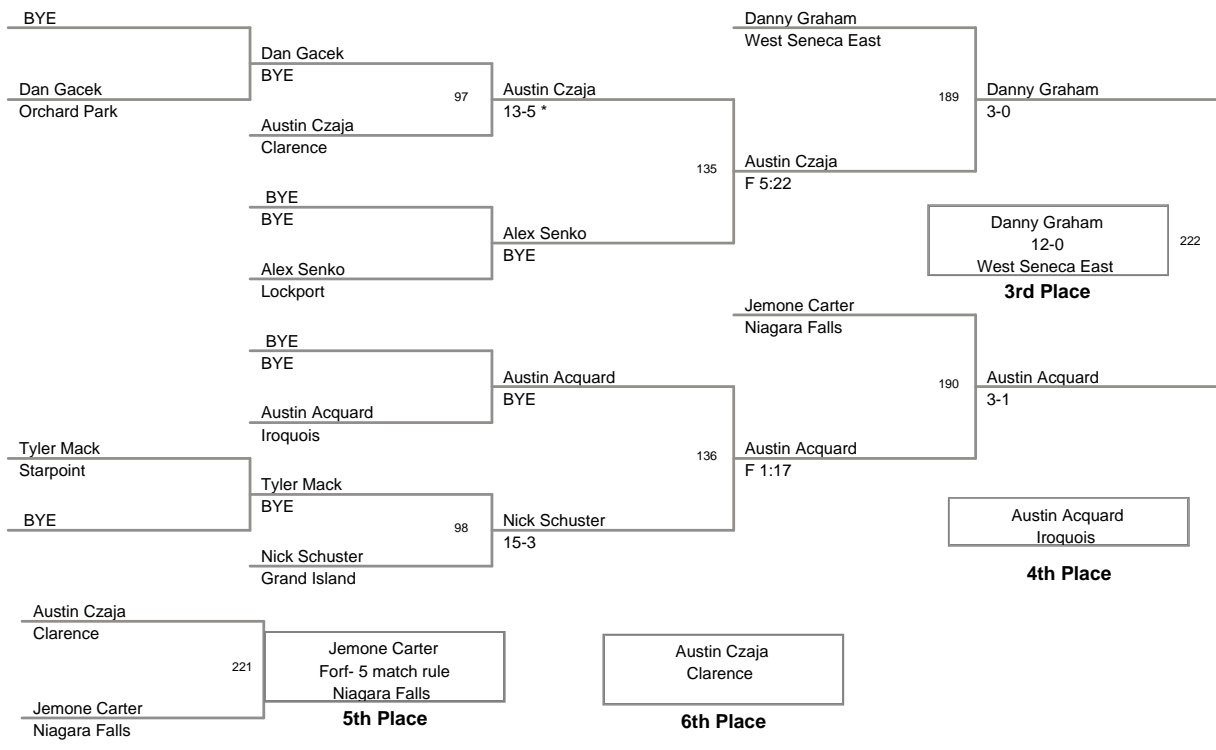 BYE
Dan Gacek
Orchard Park
Dan Gacek
BYE
97
Austin Czaja
Clarence
Austin Czaja
13-5 *
BYE
BYE
Alex Senko
Lockport
Alex Senko
BYE
135
Danny Graham
West Seneca East
Austin Czaja
F 5:22
189
Danny Graham
3-0
Danny Graham
12-0
West Seneca East
222
3rd Place
BYE
BYE
Austin Acquard
Iroquois
Austin Acquard
BYE
Tyler Mack
Starpoint
BYE
Tyler Mack
BYE
98
Nick Schuster
Grand Island
Nick Schuster
15-3
136
Jemone Carter
Niagara Falls
Austin Acquard
F 1:17
190
Austin Acquard
3-1
Austin Acquard
Iroquois
4th Place
Austin Czaja
Clarence
221
Jemone Carter
Niagara Falls
Jemone Carter
Forf- 5 match rule
Niagara Falls
5th Place
Austin Czaja
Clarence
6th Place